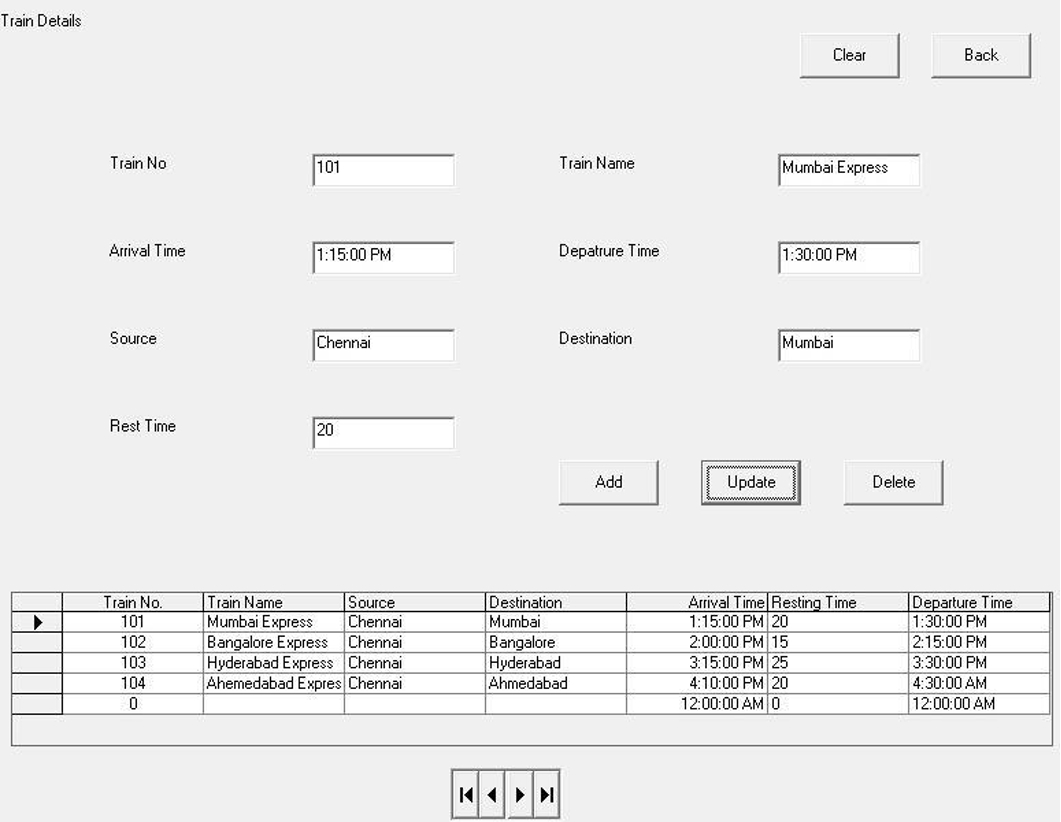 Train Details
Clear Back
Train No 101 Train Name Mumbai Express
Arrival Time 1:15:00 PM Depatrure Time 1:30:00 PM
Source Chennai Destination Mumbai
Rest Time 20
Add Update Delete
Train No. Train Name Source Destination Arrival Time Resting Time Departure Time
101 Mumbai Express Chennai Mumbai 1:15:00 PM 20 1:30:00 PM
102 Bangalore Express Chennai Bangalore 2:00:00 PM 15 2:15:00 PM
103 Hyderabad Express Chennai Hyderabad 3:15:00 PM 25 3:30:00 PM
104 Ahemedabad Expres Chennai Ahmedabad 4:10:00 PM 20 4:30:00 AM
0 12:00:00 AM 0 12:00:00 AM